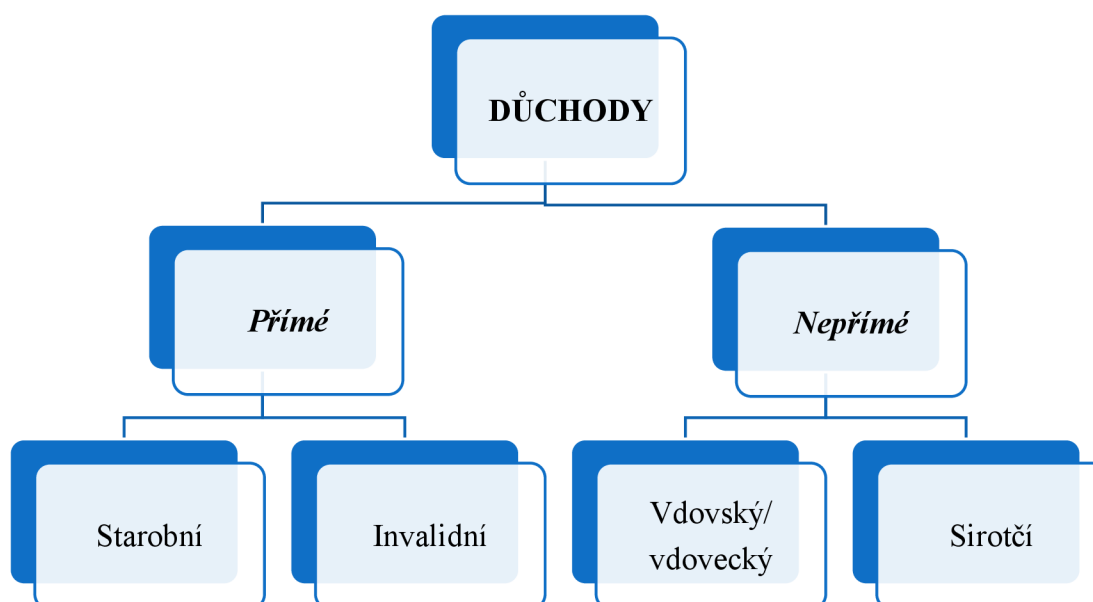 DŮCHODY
Přímé
Nepřímé
Starobní
Invalidní
Vdovský/
vdovecký
Sirotčí